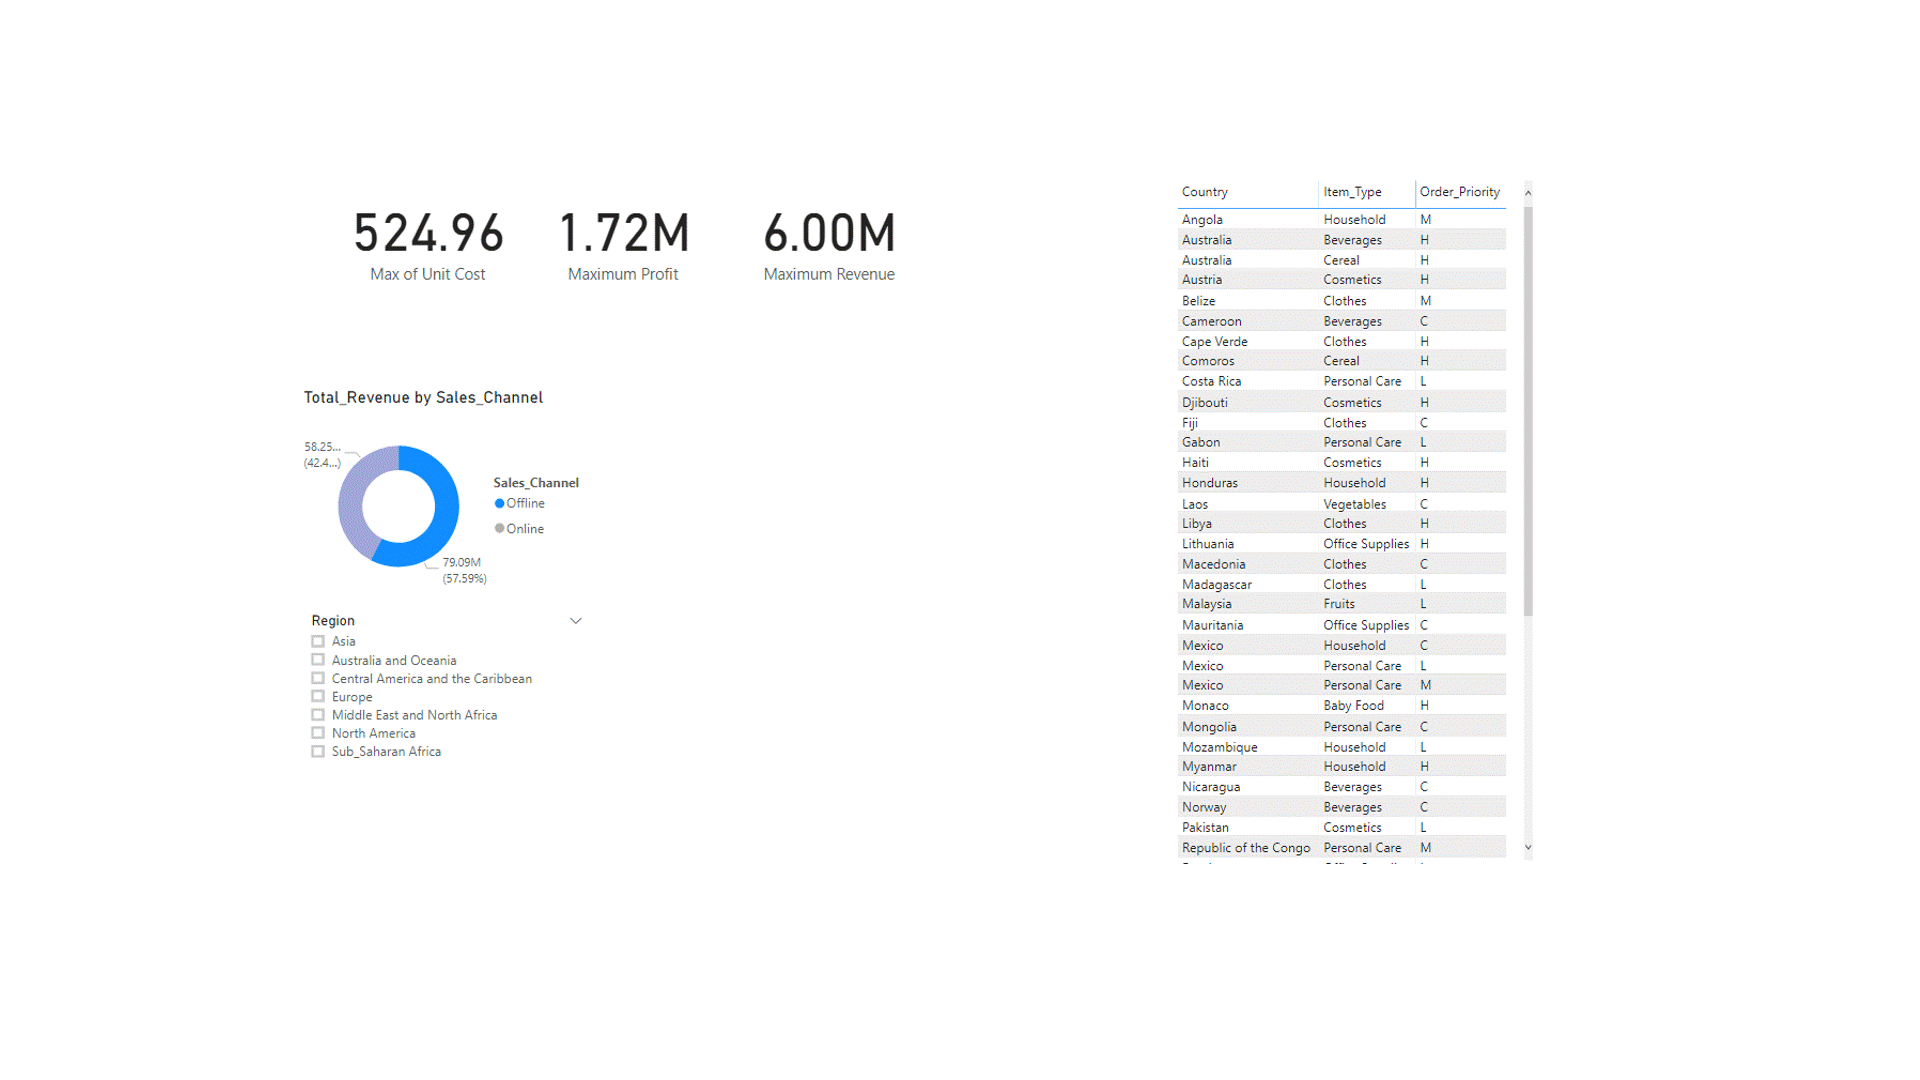 524.96 1.72M 6.00M
Max of Unit Cost Maximum Profit Maximum Revenue
Total_Revenue by Sales_Channel
58.25...
(42.4...)
Sales_Channel
Offline
Online
79.09M
(57.59%)
Region
Asia
Australia and Oceania
Central America and the Caribbean
Europe
Middle East and North Africa
North America
Sub_Saharan Africa
Country Item_Type Order_Priority
Angola Household M
Australia Beverages H
Australia Cereal H
Austria Cosmetics H
Belize Clothes M
Cameroon Beverages C
Cape Verde Clothes H
Comoros Cereal H
Costa Rica Personal Care L
Djibouti Cosmetics H
Fiji Clothes C
Gabon Personal Care L
Haiti Cosmetics H
Honduras Household H
Laos Vegetables C
Libya Clothes H
Lithuania Office Supplies H
Macedonia Clothes C
Madagascar Clothes L
Malaysia Fruits L
Mauritania Office Supplies C
Mexico Household C
Mexico Personal Care L
Mexico Personal Care M
Monaco Baby Food H
Mongolia Personal Care C
Mozambique Household L
Myanmar Household H
Nicaragua Beverages C
Norway Beverages C
Pakistan Cosmetics L
Republic of the Congo Personal Care M